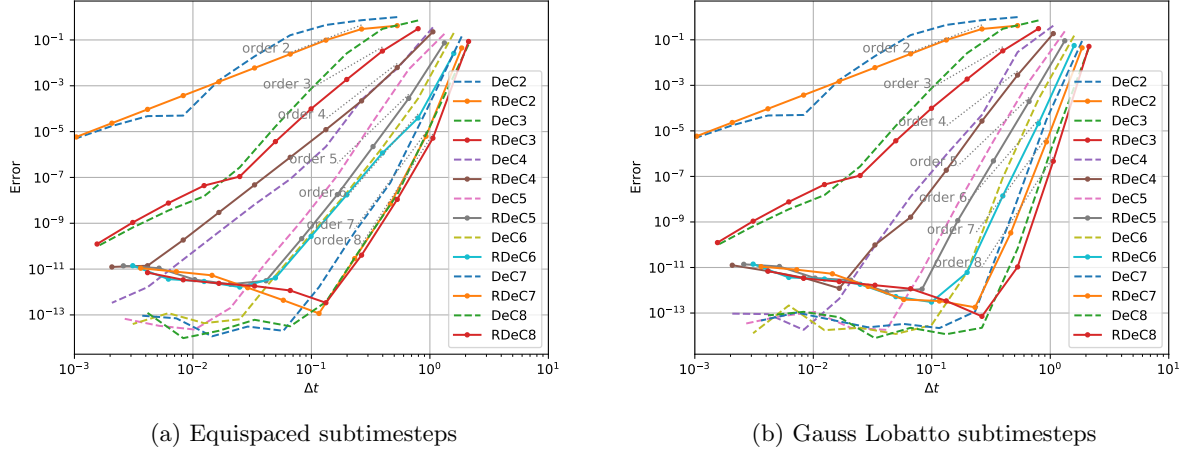 10⁻¹
10⁻³
10⁻⁵
10⁻⁷
10⁻⁹
10⁻¹¹
10⁻¹³
Error
10⁻³
10⁻²
10⁻¹
10⁰
10¹
Δt
order 2
order 3
order 4
order 5
order 6
order 7
order 8
DeC2
RDeC2
DeC3
RDeC3
DeC4
RDeC4
DeC5
RDeC5
DeC6
RDeC6
DeC7
RDeC7
DeC8
RDeC8
(a) Equispaced subtimesteps
10⁻¹
10⁻³
10⁻⁵
10⁻⁷
10⁻⁹
10⁻¹¹
10⁻¹³
Error
10⁻³
10⁻²
10⁻¹
10⁰
10¹
Δt
order 2
order 3
order 4
order 5
order 6
order 7
order 8
DeC2
RDeC2
DeC3
RDeC3
DeC4
RDeC4
DeC5
RDeC5
DeC6
RDeC6
DeC7
RDeC7
DeC8
RDeC8
(b) Gauss Lobatto subtimesteps